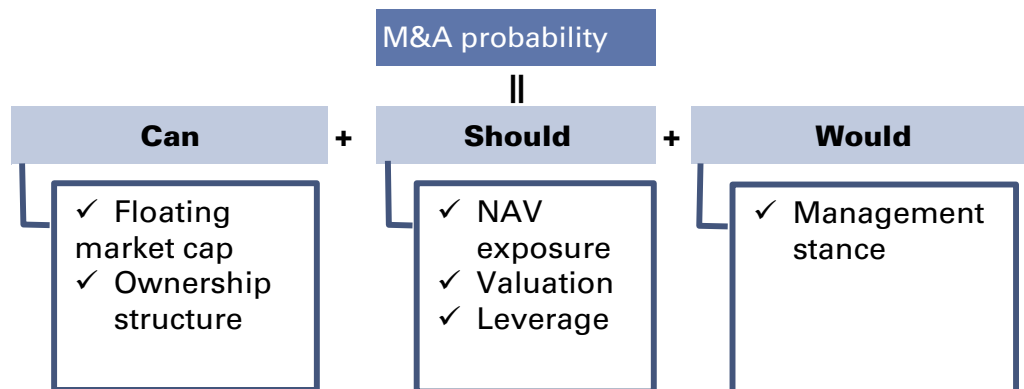 M&A probability
=
Can + Should + Would
✓ Floating
market cap
✓ Ownership
structure
✓ NAV
exposure
✓ Valuation
✓ Leverage
✓ Management
stance